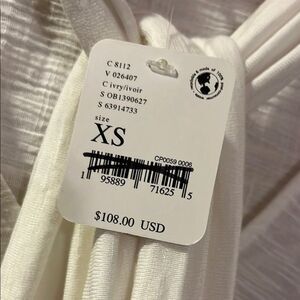 C 8112
V 026407
C ivry/ivoir
S OB1390627
S 63914733
size
XS
CP0059 0006
1 95889 71625 5
$108.00 USD